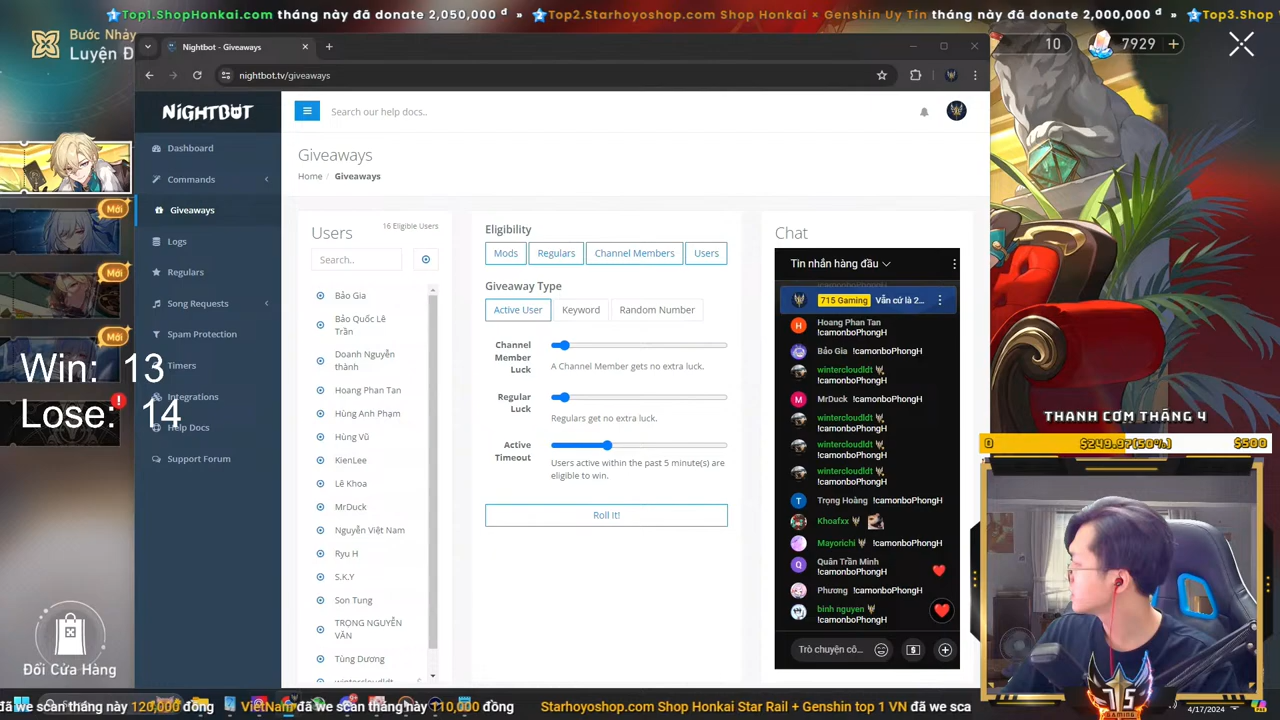 Top1.ShopHonkai.com tháng này đã donate 2,050,000 đ » Top2.Starhoyoshop.com Shop Honkai × Genshin Uy Tín tháng này đã donate 2,000,000 đ » Top3.Shop
Bước Nhảy
Luyện Đ
10
7929
Nightbot - Giveaways
nightbot.tv/giveaways
NIGHTBOT
Search our help docs..
Dashboard
Commands
Giveaways
Logs
Regulars
Song Requests
Spam Protection
Timers
Integrations
Help Docs
Support Forum
Mới
Mới
Mới
Win: 13
Lose: 14
Đổi Cửa Hàng
Giveaways
Home / Giveaways
Users
16 Eligible Users
Search..
Bảo Gia
Bảo Quốc Lê
Trần
Doanh Nguyễn
thành
Hoang Phan Tan
Hùng Anh Phạm
Hùng Vũ
KienLee
Lê Khoa
MrDuck
Nguyễn Việt Nam
Ryu H
S.K.Y
Son Tung
TRỌNG NGUYỄN
VĂN
Tùng Dương
wintercloudldt
Eligibility
Mods
Regulars
Channel Members
Users
Giveaway Type
Active User
Keyword
Random Number
Channel
Member
Luck
A Channel Member gets no extra luck.
Regular
Luck
Regulars get no extra luck.
Active
Timeout
Users active within the past 5 minute(s) are
eligible to win.
Roll It!
Chat
Tin nhắn hàng đầu
715 Gaming Vẫn cứ là 2...
Hoang Phan Tan
!camonboPhongH
Bảo Gia !camonboPhongH
wintercloudldt
!camonboPhongH
MrDuck !camonboPhongH
wintercloudldt
!camonboPhongH
wintercloudldt
!camonboPhongH
wintercloudldt
!camonboPhongH
Trọng Hoàng !camonboPhongH
Khoafxx
Mayorichi !camonboPhongH
Quân Trần Minh
!camonboPhongH
Phương !camonboPhongH
binh nguyen
!camonboPhongH
Trò chuyện cô...
THANH CƠM THÁNG 4
0 $249.97(50%) $500
715
GAMING
đã we scan tháng này 120,000 đồng
VietNam đã we scan tháng này 110,000 đồng
Starhoyoshop.com Shop Honkai Star Rail + Genshin top 1 VN đã we sca
4/17/2024